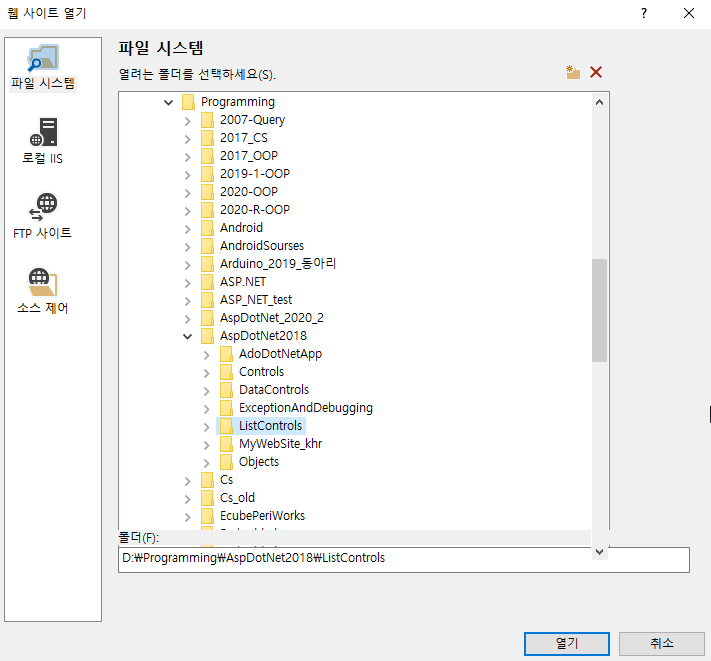 웹 사이트 열기
?
파일 시스템
로컬 IIS
FTP 사이트
소스 제어
파일 시스템
열려는 폴더를 선택하세요(S).
Programming
2007-Query
2017_CS
2017_OOP
2019-1-OOP
2020-OOP
2020-R-OOP
Android
AndroidSourses
Arduino_2019_동아리
ASP.NET
ASP_NET_test
AspDotNet_2020_2
AspDotNet2018
AdoDotNetApp
Controls
DataControls
ExceptionAndDebugging
ListControls
MyWebSite_khr
Objects
Cs
Cs_old
EcubePeriWorks
폴더(F):
D:₩Programming₩AspDotNet2018₩ListControls
열기
취소